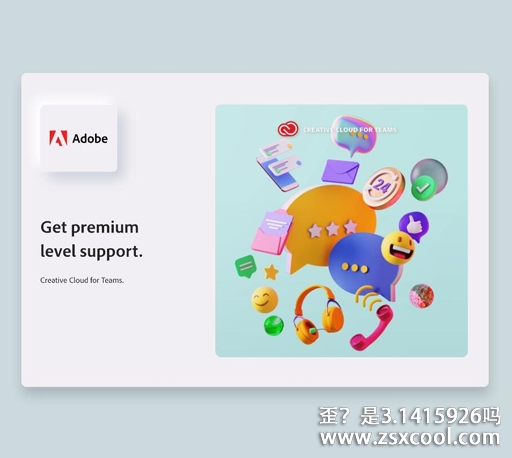 Adobe
Get premium
level support.
Creative Cloud for Teams.
CREATIVE CLOUD FOR TEAMS
24
歪？是3.1415926吗
www.zsxcool.com